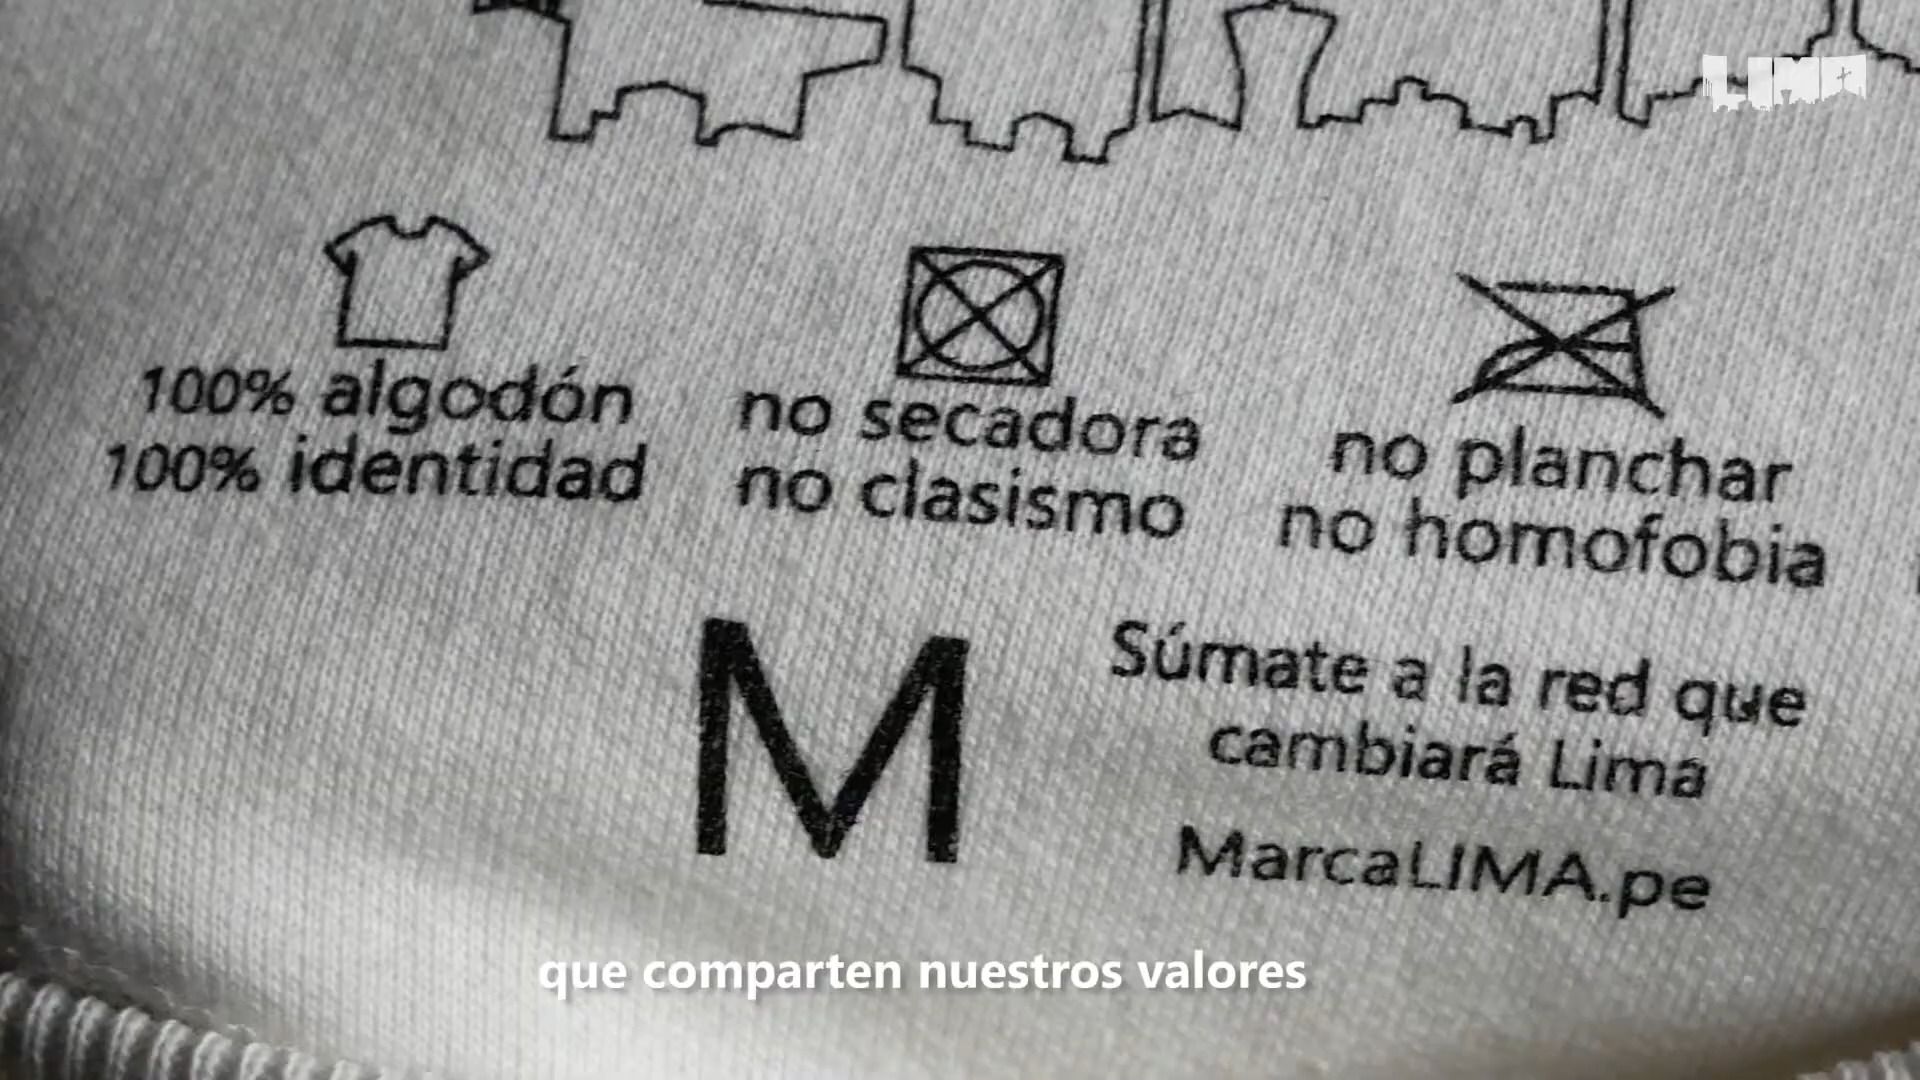 LIMA
100% algodón
100% identidad
no secadora
no clasismo
no planchar
no homofobia
M
Súmate a la red que
cambiará Lima
MarcaLIMA.pe
que comparten nuestros valores